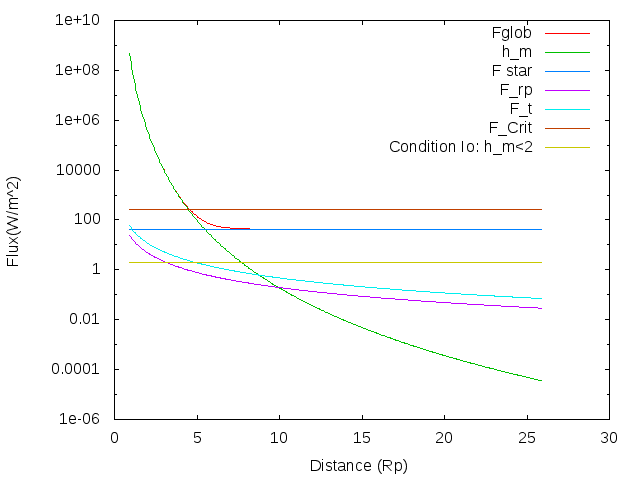 1e+10
1e+08
1e+06
10000
100
1
0.01
0.0001
1e-06
0
5
10
15
20
25
30
Flux(W/m^2)
Distance (Rp)
Fglob
h_m
F star
F_rp
F_t
F_Crit
Condition Io: h_m<2